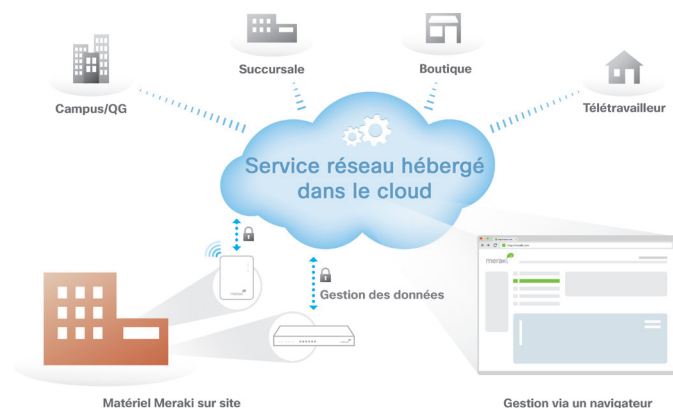 Succursale
Boutique
Campus/QG
Télétravailleur
Service réseau hébergé
dans le cloud
meraki
Gestion des données
Matériel Meraki sur site
Gestion via un navigateur